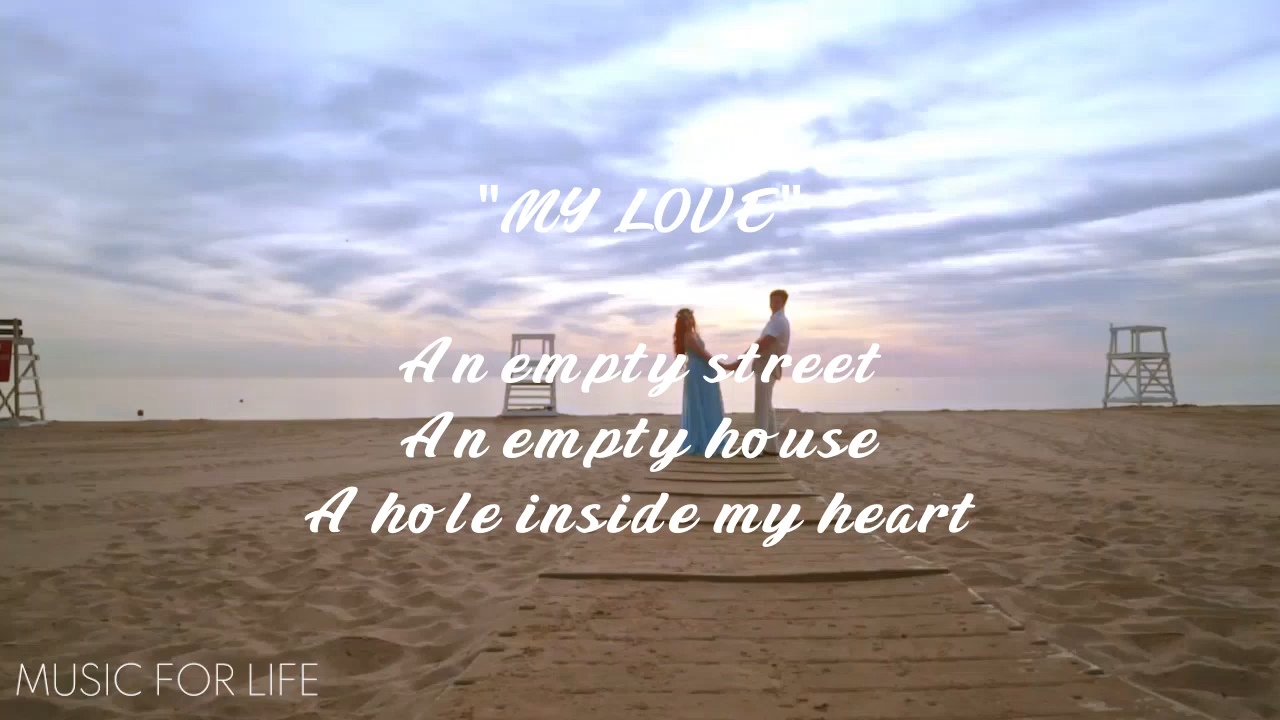 "MY LOVE"
An empty street
An empty house
A hole inside my heart
MUSIC FOR LIFE